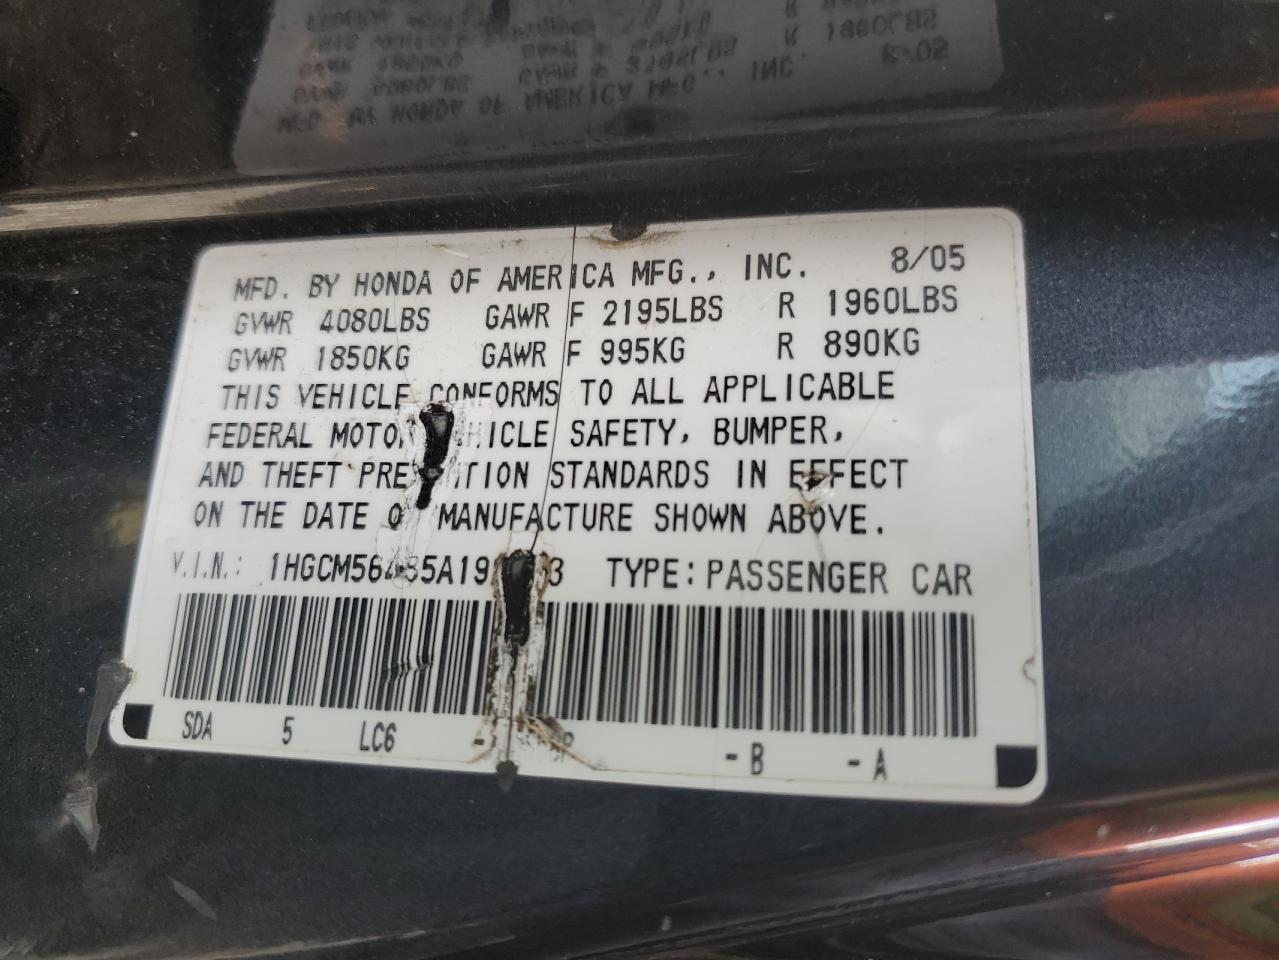 MFD. BY HONDA OF AMERICA MFG., INC. 8/05
GVWR 4080LBS GAWR F 2195LBS R 1960LBS
GVWR 1850KG GAWR F 995KG R 890KG
THIS VEHICLE CONFORMS TO ALL APPLICABLE
FEDERAL MOTOR VEHICLE SAFETY, BUMPER,
AND THEFT PREVENTION STANDARDS IN EFFECT
ON THE DATE OF MANUFACTURE SHOWN ABOVE.
V.I.N.: TYPE: PASSENGER CAR
SDA 5 LC6 - -B -A